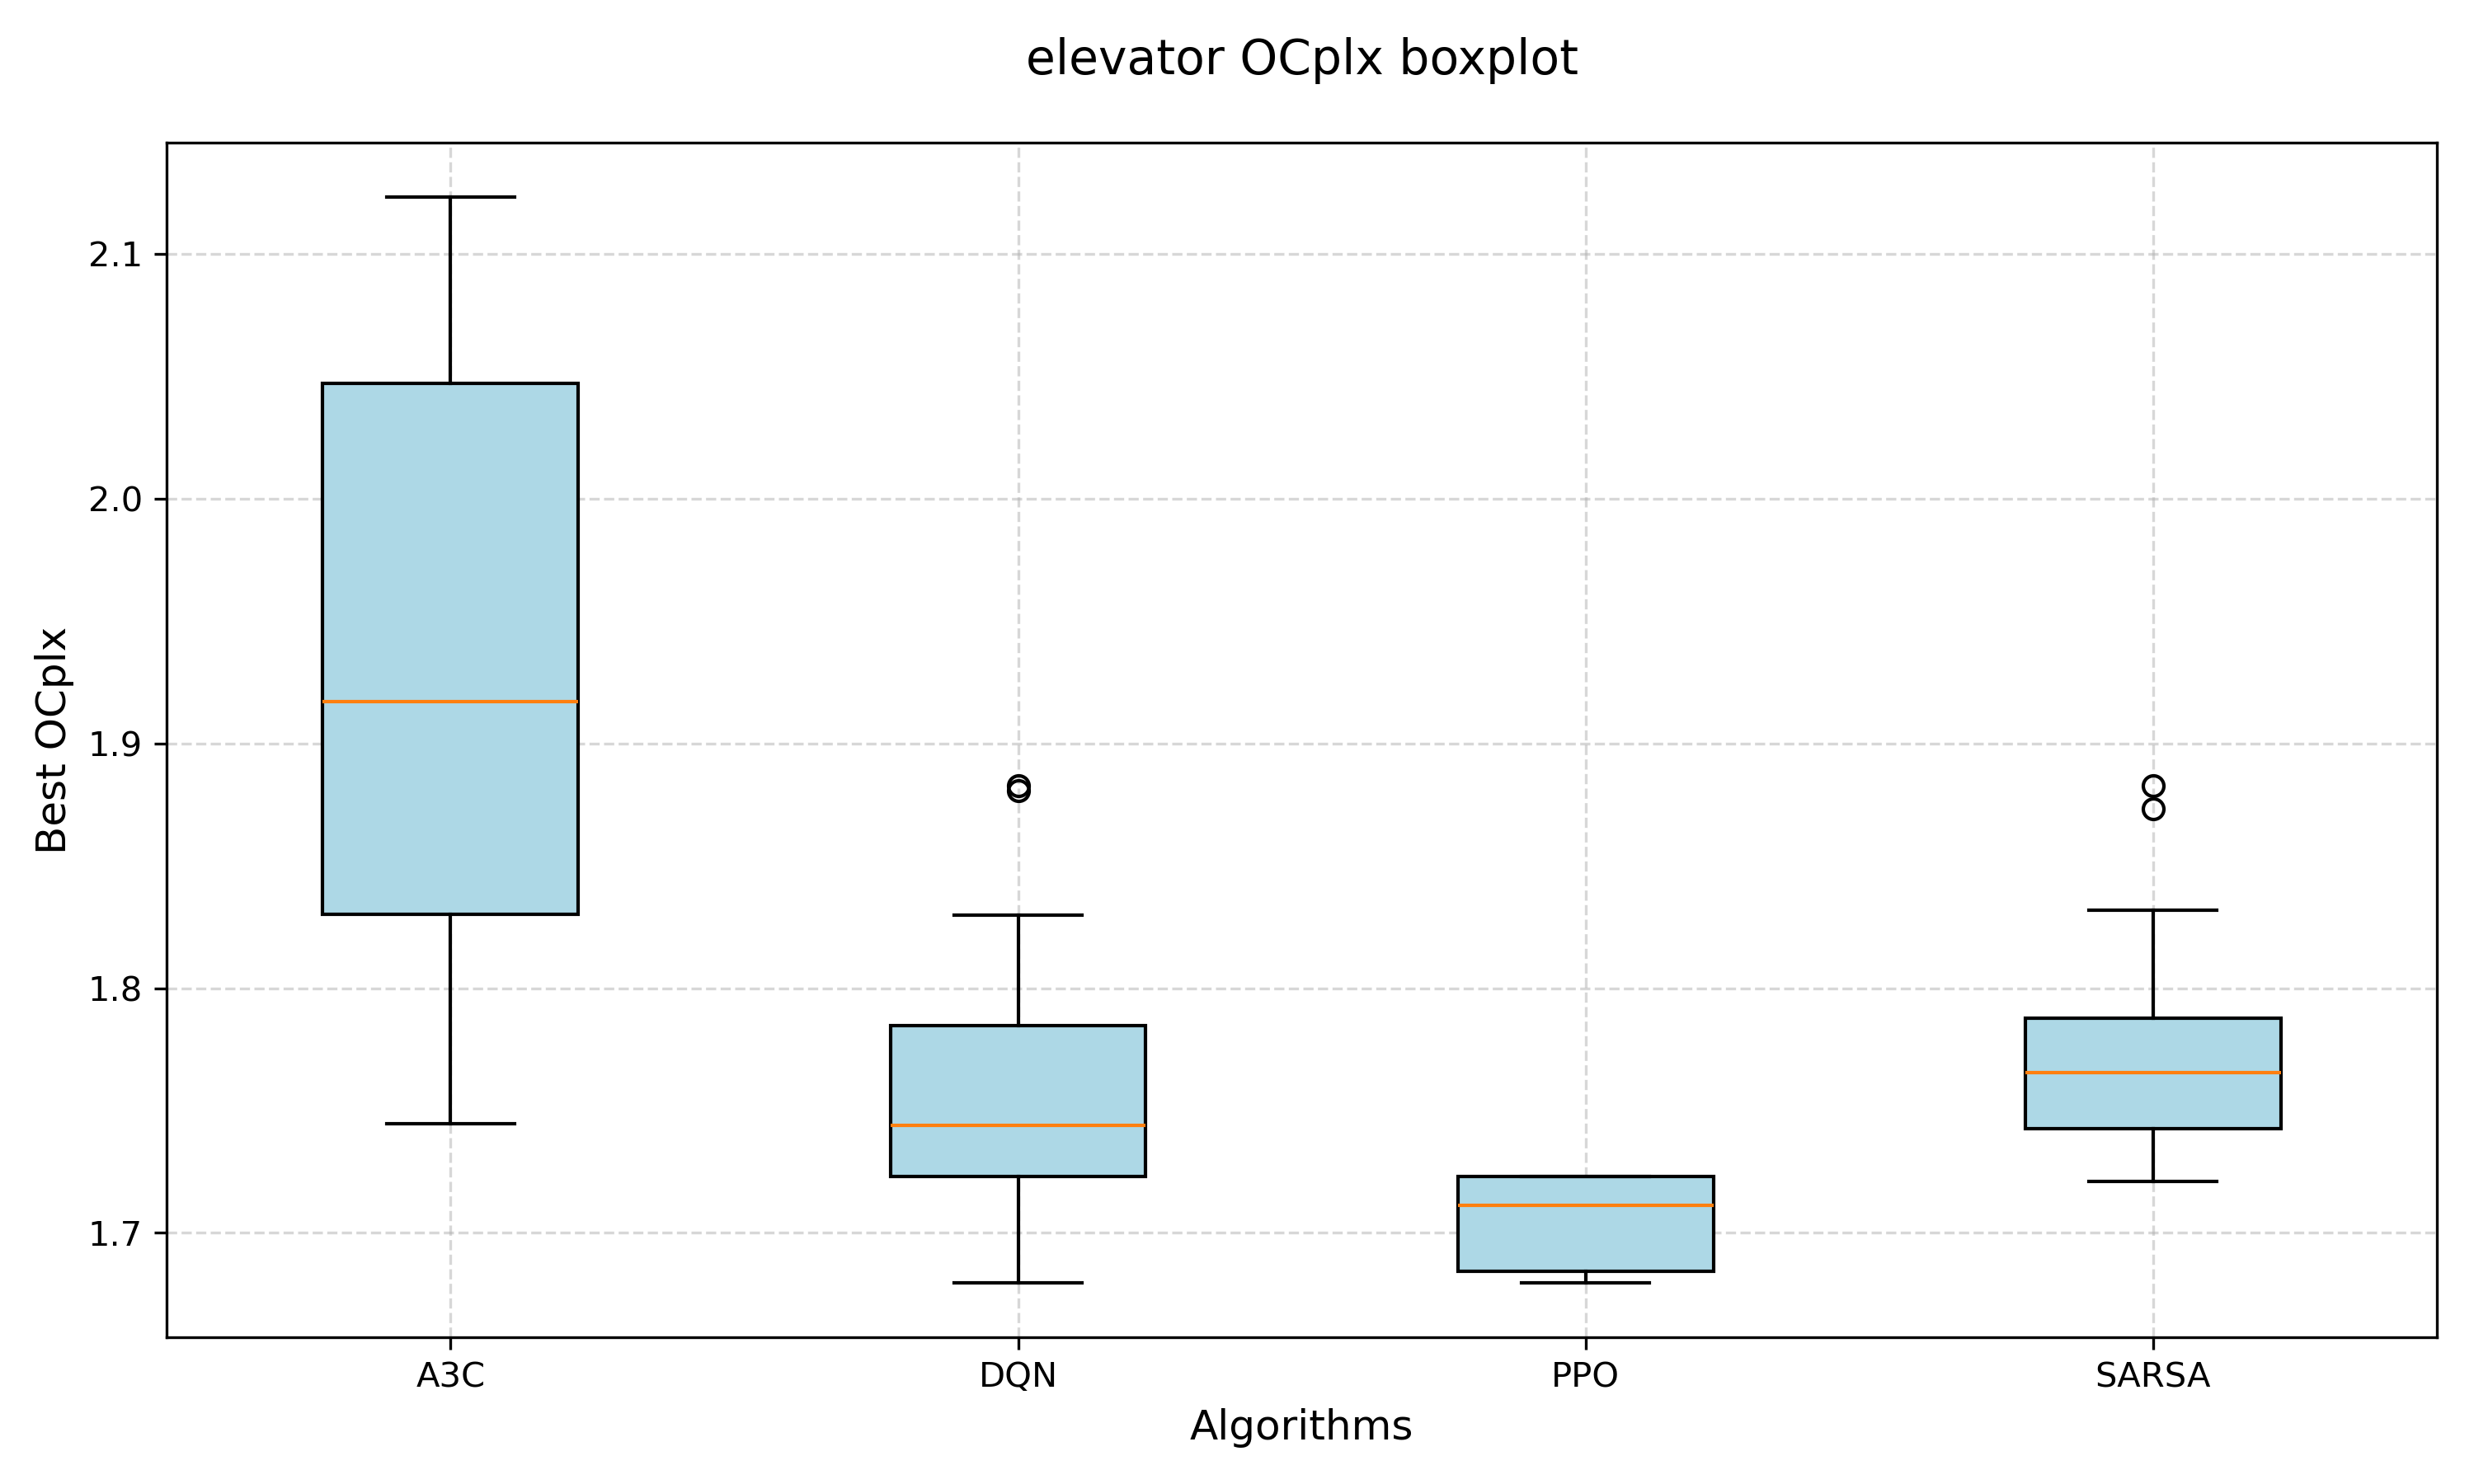 elevator OCplx boxplot
Best OCplx
2.1
2.0
1.9
1.8
1.7
A3C
DQN
PPO
SARSA
Algorithms